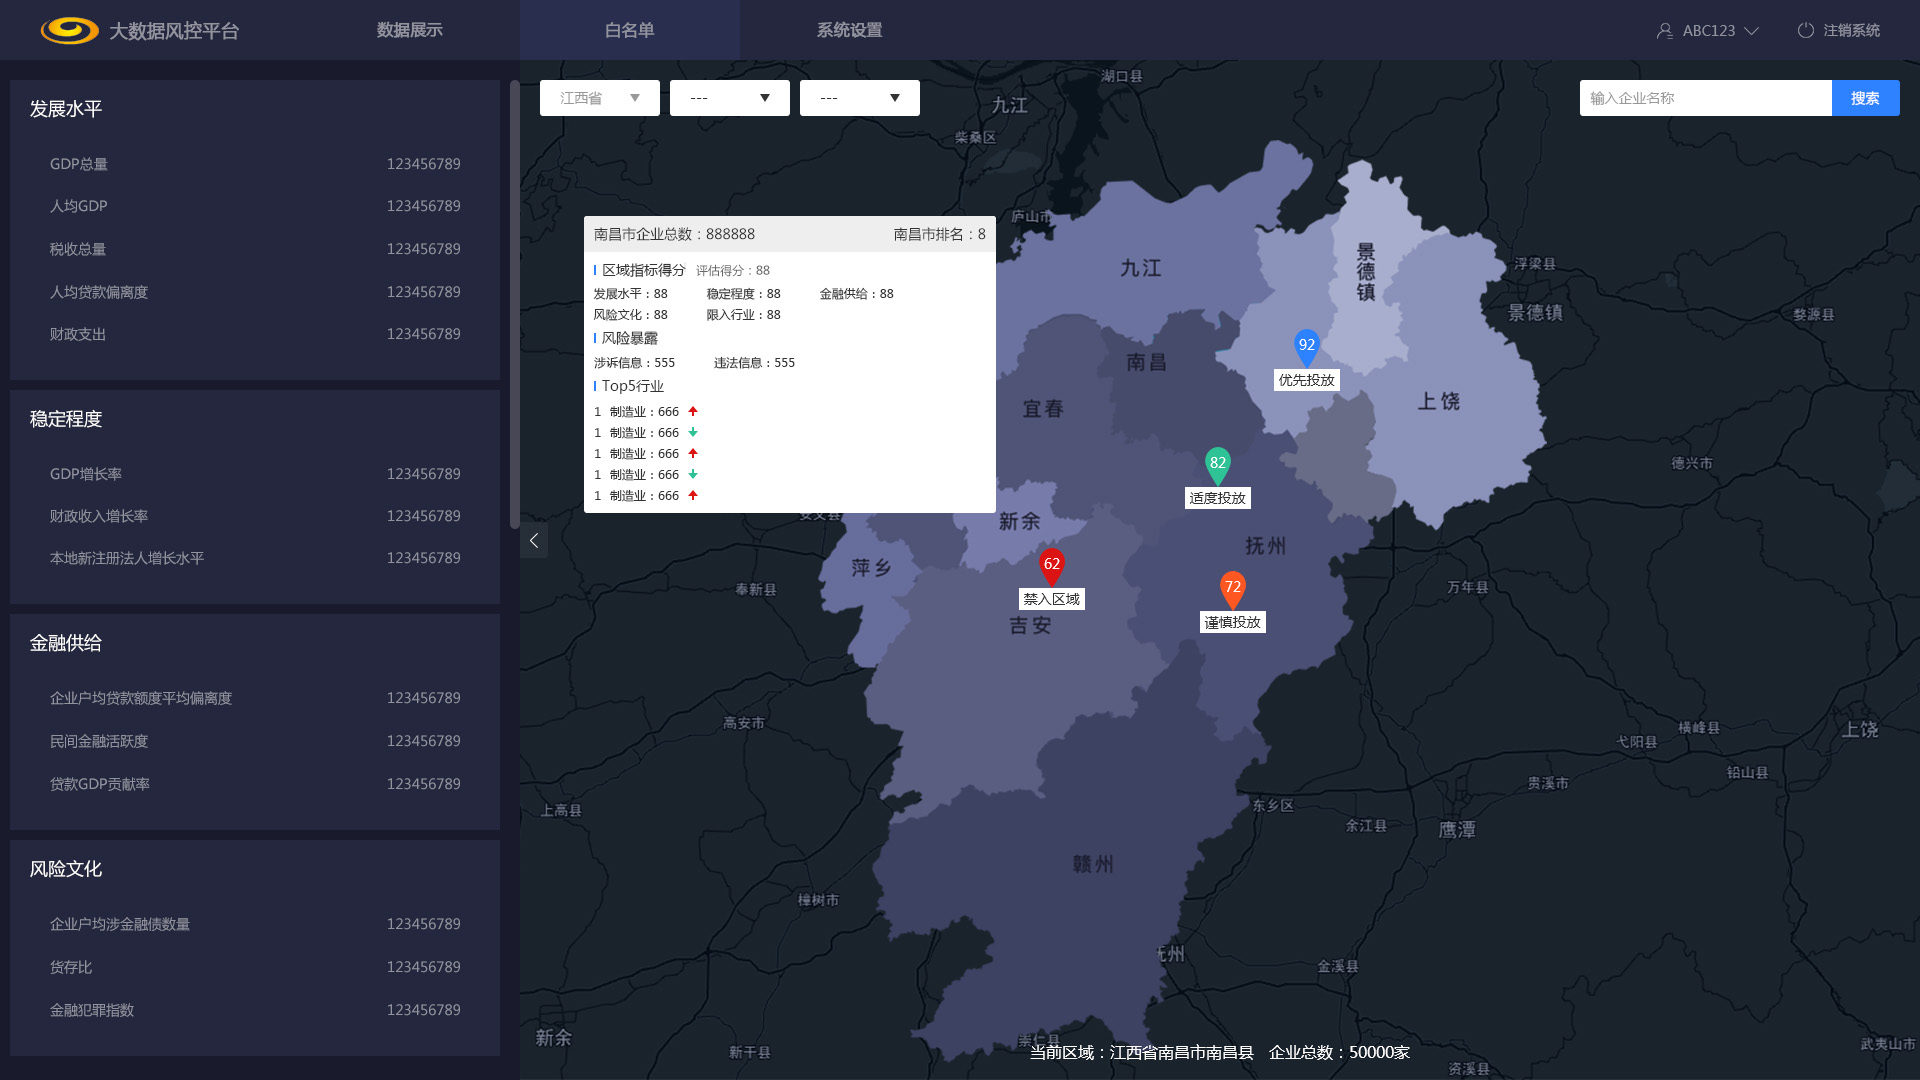 大数据风控平台
数据展示
白名单
系统设置
ABC123
注销系统
发展水平
GDP总量 123456789
人均GDP 123456789
税收总量 123456789
人均贷款偏离度 123456789
财政支出 123456789
稳定程度
GDP增长率 123456789
财政收入增长率 123456789
本地新注册法人增长水平 123456789
金融供给
企业户均贷款额度平均偏离度 123456789
民间金融活跃度 123456789
贷款GDP贡献率 123456789
风险文化
企业户均涉金融债数量 123456789
货存比 123456789
金融犯罪指数 123456789
江西省
---
---
输入企业名称
搜索
湖口县
九江
柴桑区
庐山市
南昌市企业总数：888888 南昌市排名：8
区域指标得分 评估得分：88
发展水平：88 稳定程度：88 金融供给：88
风险文化：88 限入行业：88
风险暴露
涉诉信息：555 违法信息：555
Top5行业
1 制造业：666
1 制造业：666
1 制造业：666
1 制造业：666
1 制造业：666
九江
景德镇
浮梁县
景德镇
婺源县
92
优先投放
南昌
宜春
上饶
82
适度投放
德兴市
新余
抚州
萍乡
62
禁入区域
72
谨慎投放
吉安
奉新县
万年县
高安市
横峰县
上饶
弋阳县
铅山县
贵溪市
上高县
东乡区
余江县
鹰潭
赣州
樟树市
金溪县
新余
新干县
崇仁县
武夷山市
资溪县
当前区域：江西省南昌市南昌县 企业总数：50000家